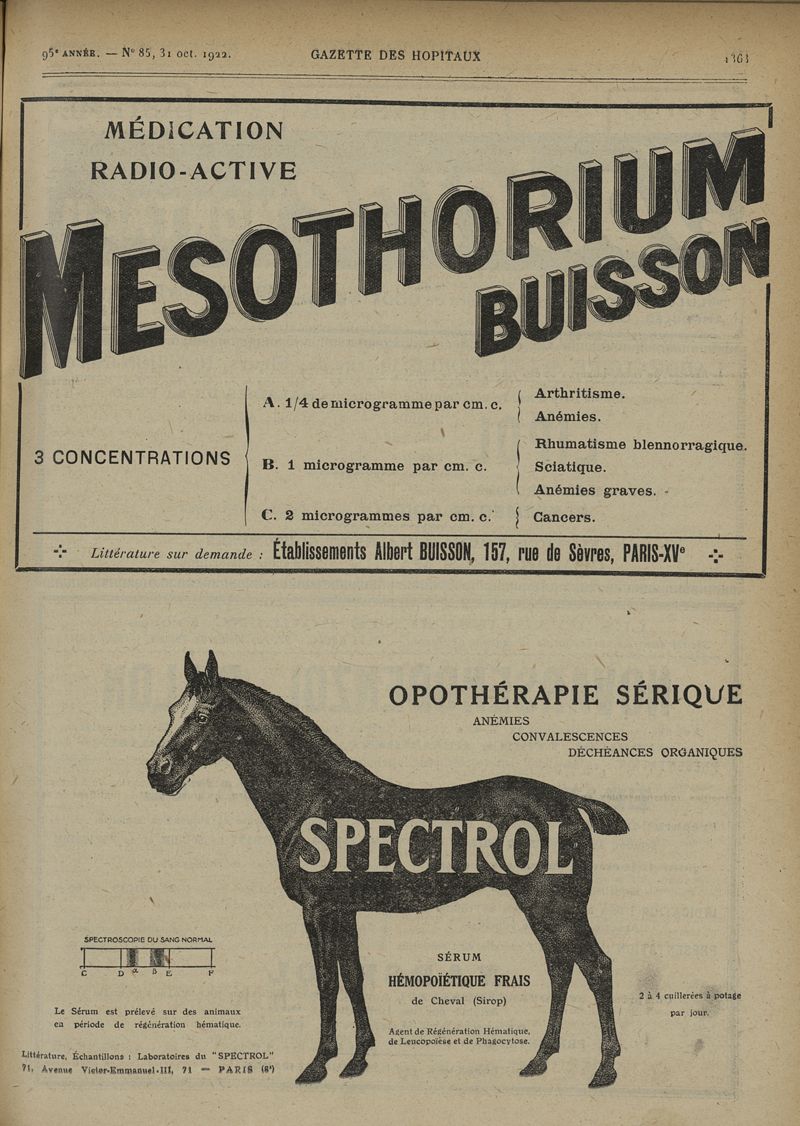 95e ANNÉE. — N° 85, 31 oct. 1922.
GAZETTE DES HOPITAUX
1361
MÉDICATION
RADIO-ACTIVE
MESOTHORIUM
BUISSON
3 CONCENTRATIONS
A. 1/4 de microgramme par cm. c.
Arthritisme.
Anémies.
B. 1 microgramme par cm. c.
Rhumatisme blennorragique.
Sciatique.
Anémies graves.
C. 2 microgrammes par cm. c.
Cancers.
Littérature sur demande : Établissements Albert BUISSON, 157, rue de Sèvres, PARIS-XVe
OPOTHÉRAPIE SÉRIQUE
ANÉMIES
CONVALESCENCES
DÉCHÉANCES ORGANIQUES
SPECTROL
SPECTROSCOPIE DU SANG NORMAL
C D α β E F
Le Sérum est prélevé sur des animaux
en période de régénération hématique.
Littérature, Échantillons : Laboratoires du "SPECTROL"
71, Avenue Victor-Emmanuel-III, 71 — PARIS (8e)
SÉRUM
HÉMOPOÏÉTIQUE FRAIS
de Cheval (Sirop)
Agent de Régénération Hématique,
de Leucopoïèse et de Phagocytose.
2 à 4 cuillerées à potage
par jour.